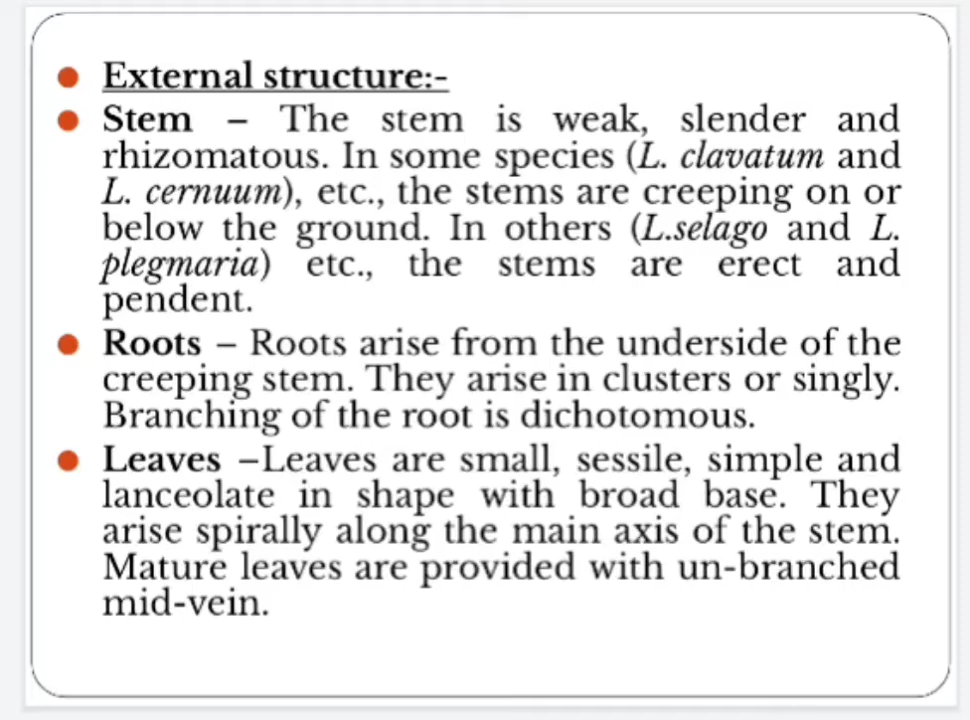 External structure:-
Stem – The stem is weak, slender and
rhizomatous. In some species (L. clavatum and
L. cernuum), etc., the stems are creeping on or
below the ground. In others (L.selago and L.
plegmaria) etc., the stems are erect and
pendent.
Roots – Roots arise from the underside of the
creeping stem. They arise in clusters or singly.
Branching of the root is dichotomous.
Leaves –Leaves are small, sessile, simple and
lanceolate in shape with broad base. They
arise spirally along the main axis of the stem.
Mature leaves are provided with un-branched
mid-vein.